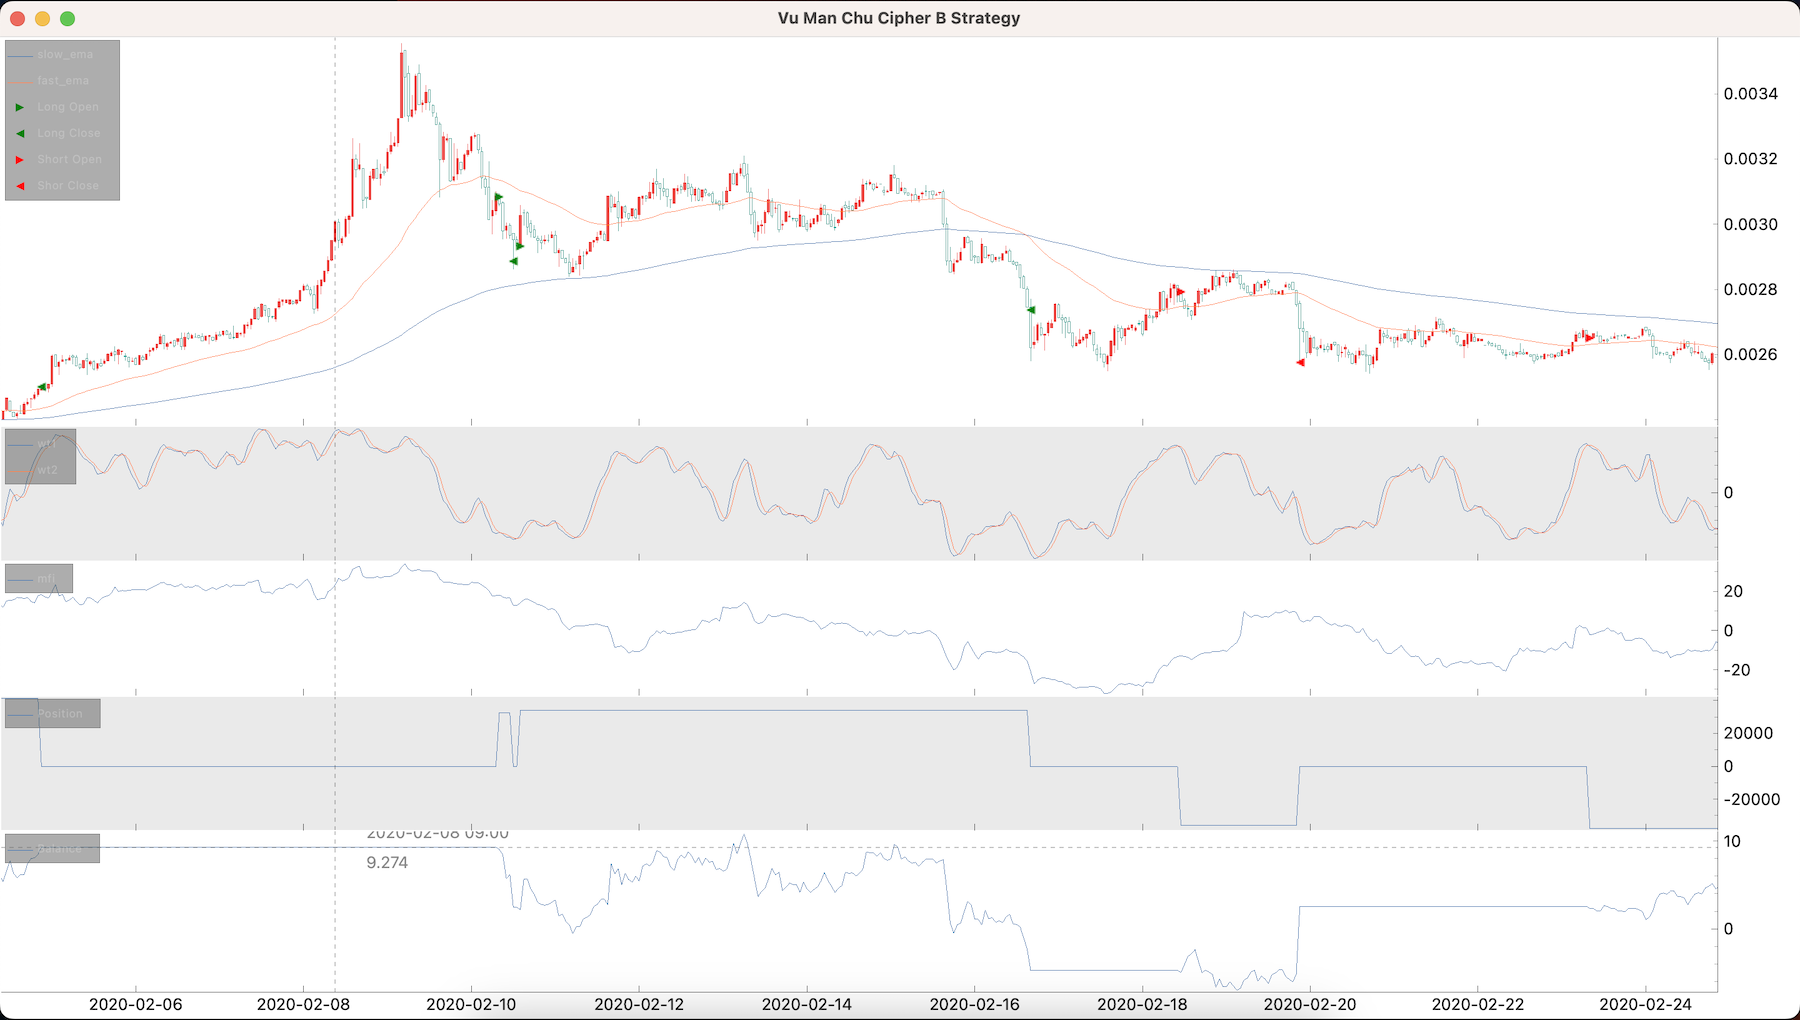 Vu Man Chu Cipher B Strategy
slow_ema
fast_ema
Long Open
Long Close
Short Open
Shor Close
0.0034
0.0032
0.0030
0.0028
0.0026
wt1
wt2
0
mfi
20
0
-20
Position
20000
0
-20000
Balance
2020-02-08 09:00
9.274
10
0
2020-02-06 2020-02-08 2020-02-10 2020-02-12 2020-02-14 2020-02-16 2020-02-18 2020-02-20 2020-02-22 2020-02-24